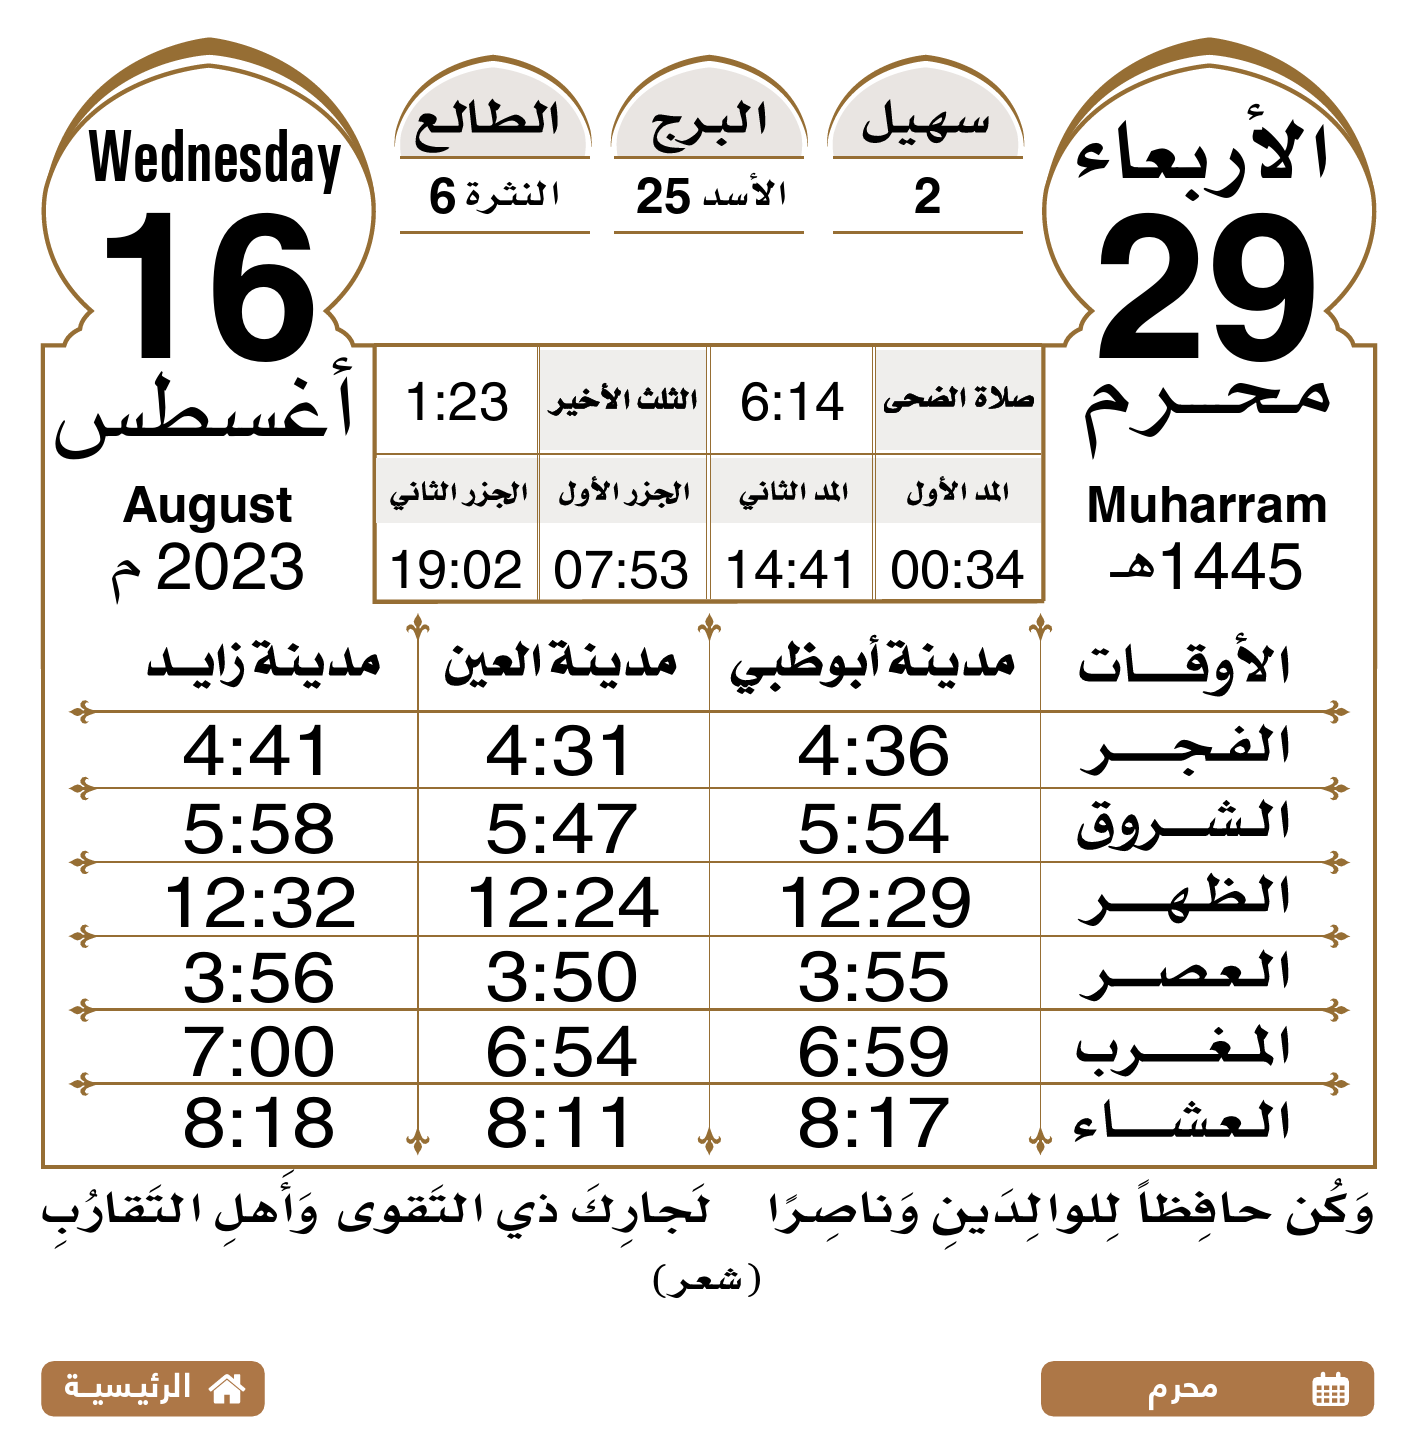 الأربعاء
29
محرم
Muharram
1445هـ
سهيل
2
البرج
الأسد 25
الطالع
النثرة 6
Wednesday
16
أغسطس
August
2023 م
صلاة الضحى 6:14 الثلث الأخير 1:23
المد الأول المد الثاني الجزر الأول الجزر الثاني
00:34 14:41 07:53 19:02
الأوقات مدينة أبوظبي مدينة العين مدينة زايد
الفجر 4:36 4:31 4:41
الشروق 5:54 5:47 5:58
الظهر 12:29 12:24 12:32
العصر 3:55 3:50 3:56
المغرب 6:59 6:54 7:00
العشاء 8:17 8:11 8:18
وَكُن حافِظاً لِلوالِدَينِ وَناصِرًا لَجارِكَ ذي التَقوى وَأَهلِ التَقارُبِ
(شعر)
محرم
الرئيسية